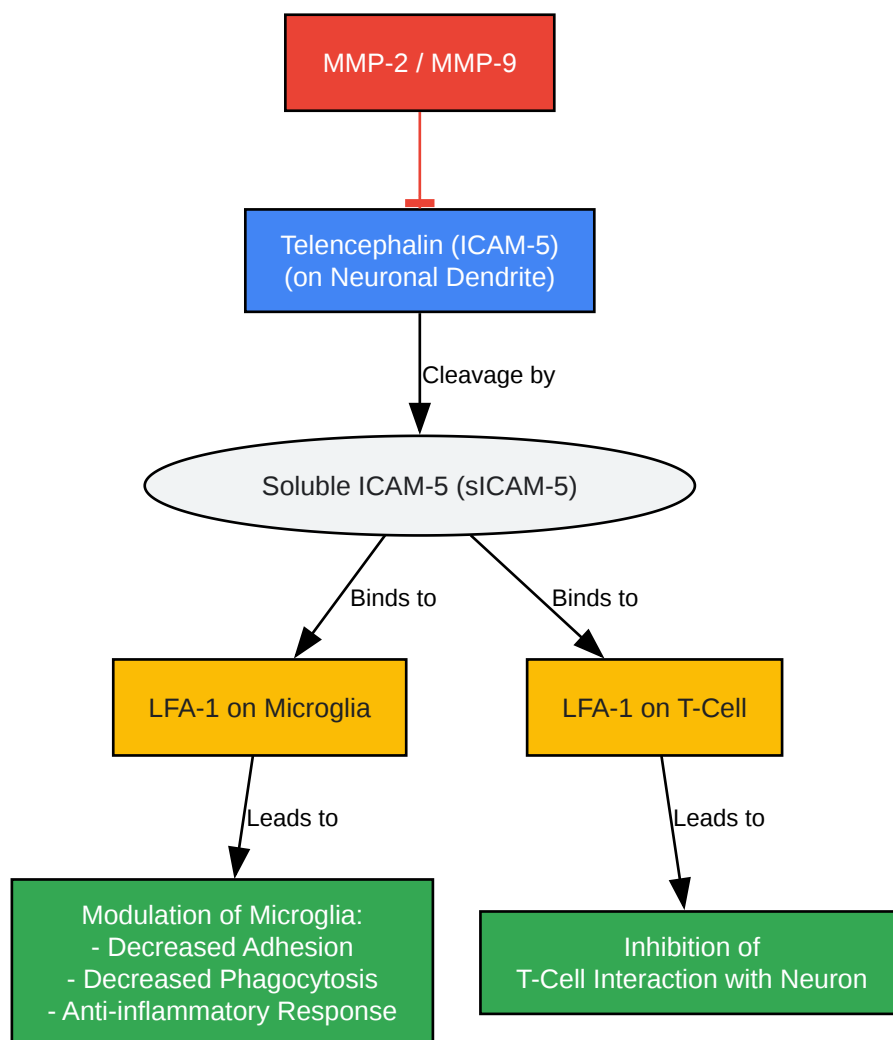 MMP-2 / MMP-9
Telencephalin (ICAM-5)
(on Neuronal Dendrite)
Cleavage by
Soluble ICAM-5 (sICAM-5)
Binds to
Binds to
LFA-1 on Microglia
LFA-1 on T-Cell
Leads to
Leads to
Modulation of Microglia:
- Decreased Adhesion
- Decreased Phagocytosis
- Anti-inflammatory Response
Inhibition of
T-Cell Interaction with Neuron